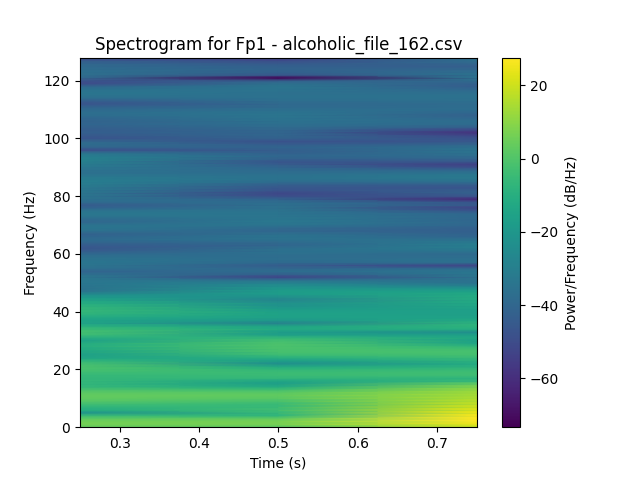 Spectrogram for Fp1 - alcoholic_file_162.csv
Frequency (Hz)
120
100
80
60
40
20
0
0.3 0.4 0.5 0.6 0.7
Time (s)
20
0
−20
−40
−60
Power/Frequency (dB/Hz)